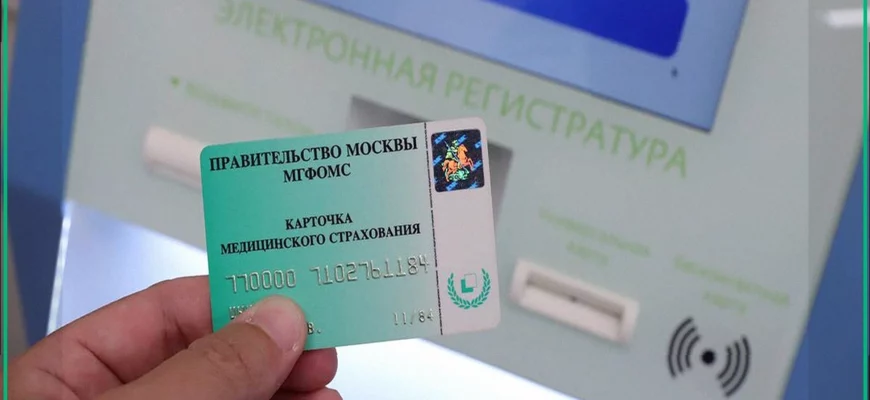 ЭЛЕКТРОННАЯ РЕГИСТРАТУРА
ПРАВИТЕЛЬСТВО МОСКВЫ
МГФОМС
КАРТОЧКА
МЕДИЦИНСКОГО СТРАХОВАНИЯ
770000 7102761184
В. 11/84